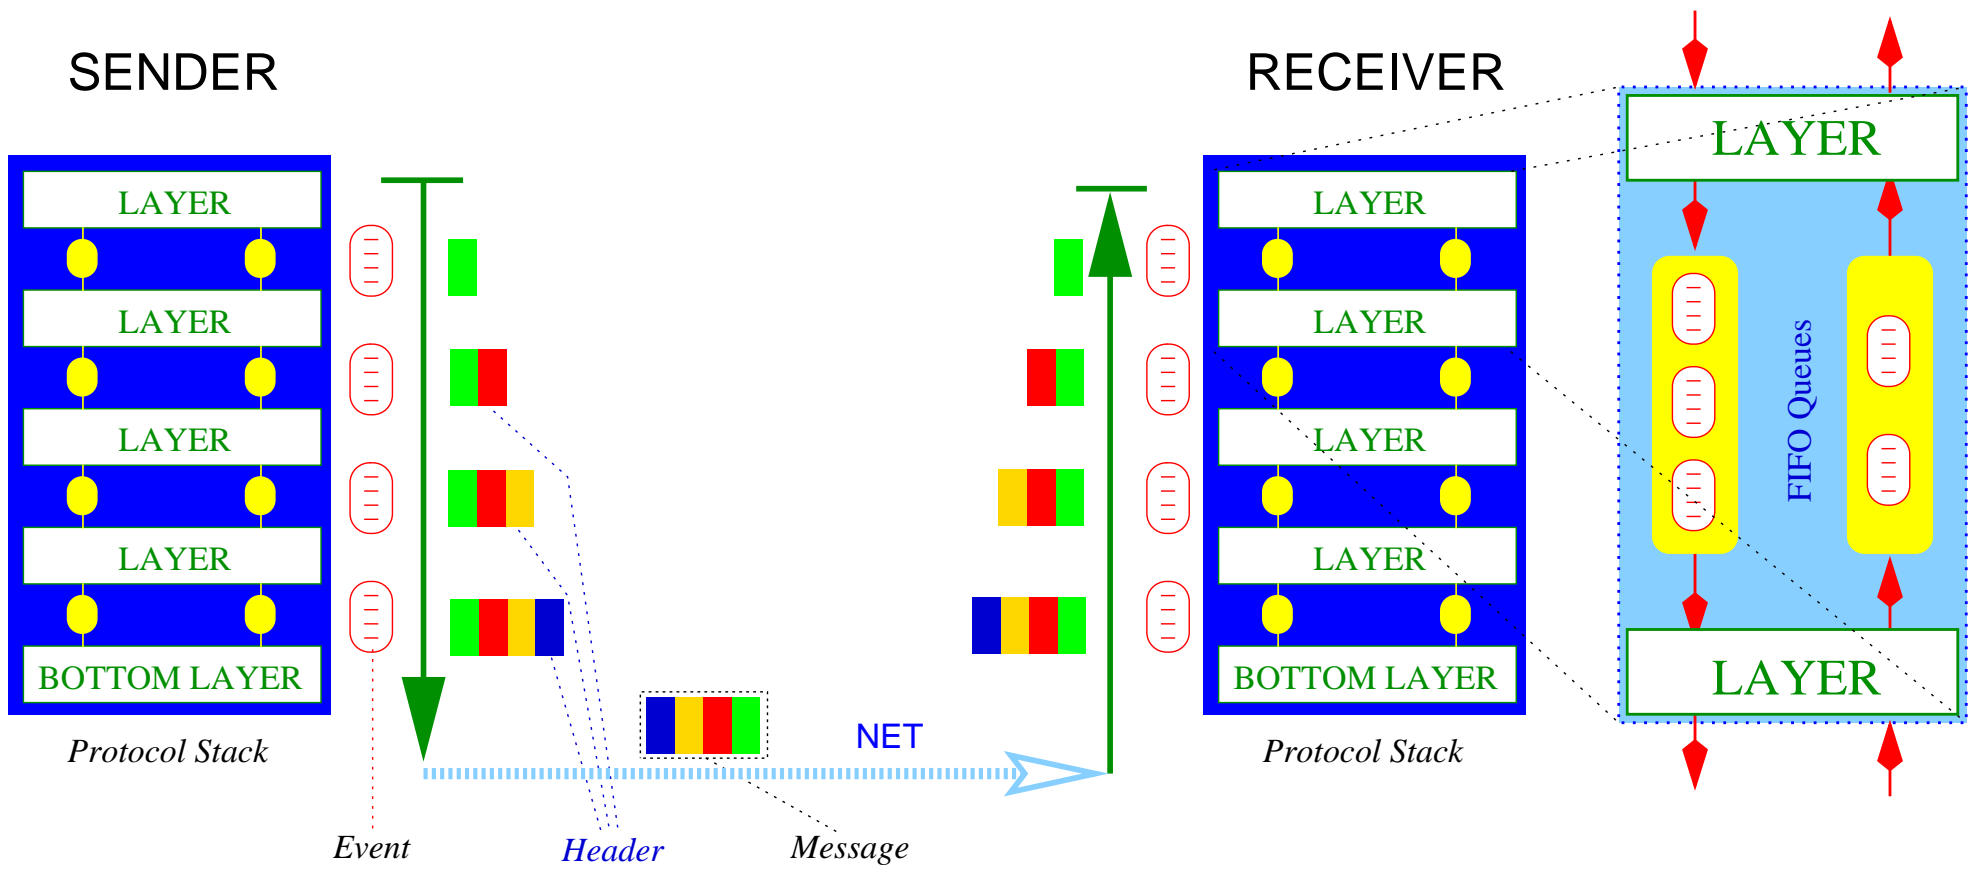 SENDER
RECEIVER
LAYER
LAYER
LAYER
LAYER
BOTTOM LAYER
Protocol Stack
Event
Header
Message
NET
LAYER
LAYER
LAYER
LAYER
BOTTOM LAYER
Protocol Stack
LAYER
FIFO Queues
LAYER